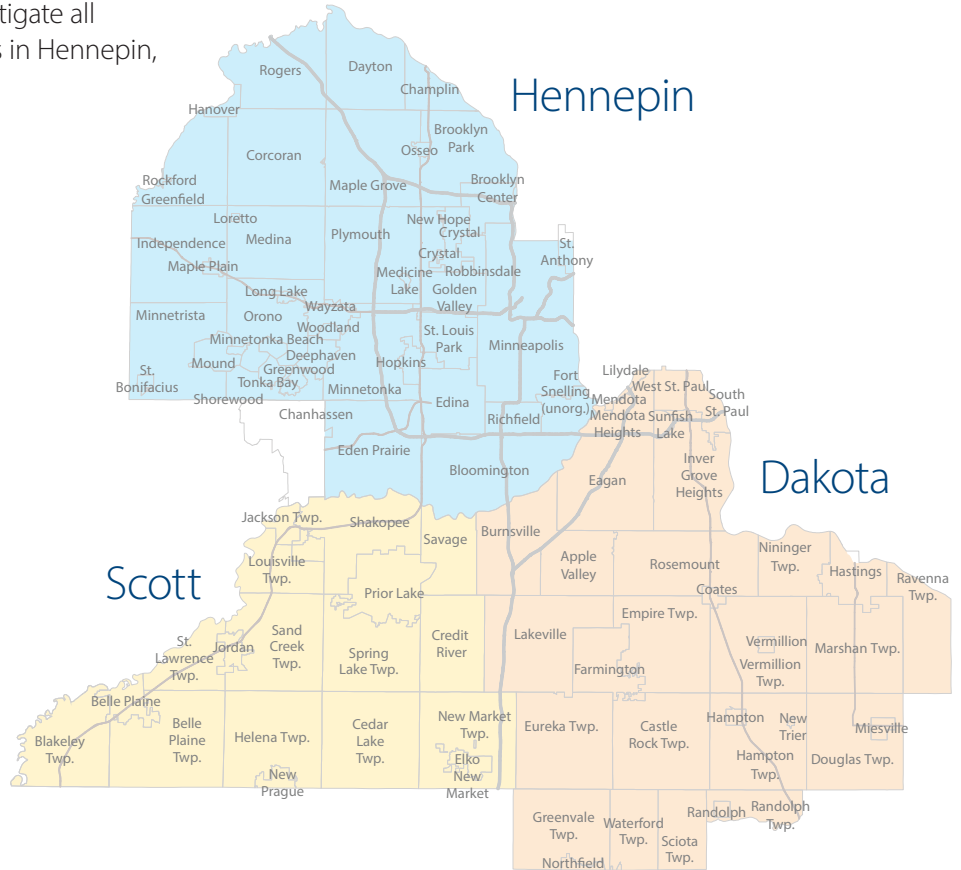 tigate all
s in Hennepin,
Hennepin
Rogers
Dayton
Champlin
Hanover
Brooklyn
Park
Osseo
Corcoran
Rockford
Greenfield
Maple Grove
Brooklyn
Center
Loretto
New Hope
Crystal
Independence
Medina
Plymouth
St.
Anthony
Maple Plain
Crystal
Medicine
Lake
Robbinsdale
Golden
Valley
Long Lake
Minnetrista
Orono
Wayzata
Woodland
St. Louis
Park
Minneapolis
Minnetonka Beach
Deephaven
Mound
Greenwood
Hopkins
St.
Bonifacius
Tonka Bay
Minnetonka
Shorewood
Fort
Snelling
(unorg.)
Lilydale
West St. Paul
South
St. Paul
Chanhassen
Edina
Richfield
Mendota
Mendota
Heights
Sunfish
Lake
Eden Prairie
Bloomington
Eagan
Inver
Grove
Heights
Dakota
Jackson Twp.
Shakopee
Savage
Burnsville
Scott
Louisville
Twp.
Prior Lake
Apple
Valley
Rosemount
Nininger
Twp.
Hastings
Ravenna
Twp.
Coates
St.
Lawrence
Twp.
Jordan
Sand
Creek
Twp.
Spring
Lake Twp.
Credit
River
Lakeville
Empire Twp.
Farmington
Vermillion
Vermillion
Twp.
Marshan Twp.
Belle Plaine
Blakeley
Twp.
Belle
Plaine
Twp.
Helena Twp.
Cedar
Lake
Twp.
New Market
Twp.
Elko
New
Market
New
Prague
Eureka Twp.
Castle
Rock Twp.
Hampton
New
Trier
Miesville
Hampton
Twp.
Douglas Twp.
Greenvale
Twp.
Waterford
Twp.
Sciota
Twp.
Randolph
Randolph
Twp.
Northfield